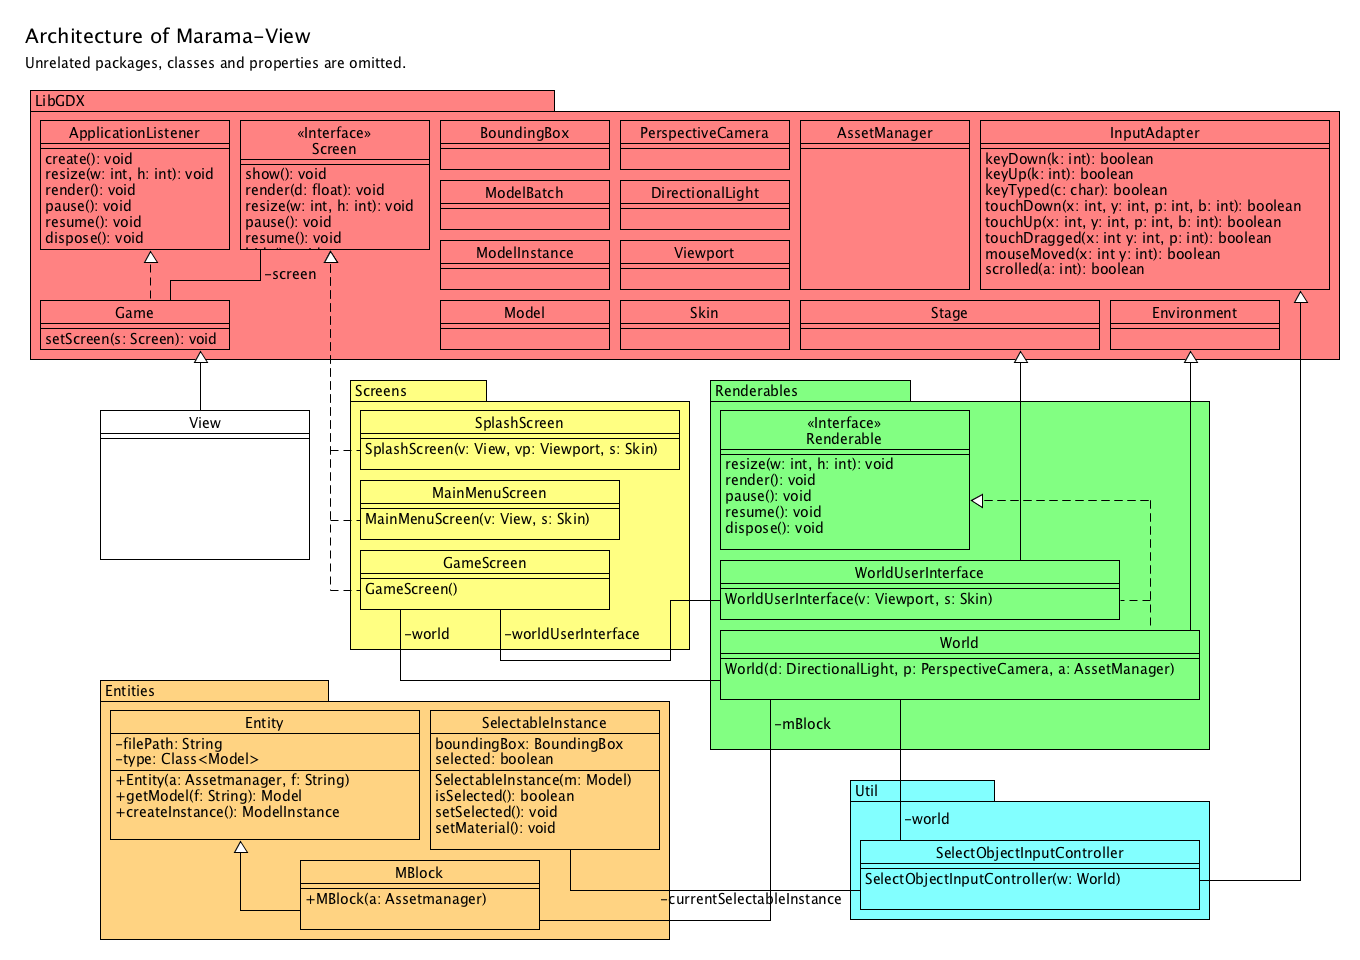 Architecture of Marama-View
Unrelated packages, classes and properties are omitted.
LibGDX
ApplicationListener
create(): void
resize(w: int, h: int): void
render(): void
pause(): void
resume(): void
dispose(): void
«Interface»
Screen
show(): void
render(d: float): void
resize(w: int, h: int): void
pause(): void
resume(): void
BoundingBox
ModelBatch
ModelInstance
Model
PerspectiveCamera
DirectionalLight
Viewport
Skin
AssetManager
InputAdapter
keyDown(k: int): boolean
keyUp(k: int): boolean
keyTyped(c: char): boolean
touchDown(x: int, y: int, p: int, b: int): boolean
touchUp(x: int, y: int, p: int, b: int): boolean
touchDragged(x: int y: int, p: int): boolean
mouseMoved(x: int y: int): boolean
scrolled(a: int): boolean
-screen
Game
setScreen(s: Screen): void
Stage
Environment
View
Screens
SplashScreen
SplashScreen(v: View, vp: Viewport, s: Skin)
MainMenuScreen
MainMenuScreen(v: View, s: Skin)
GameScreen
GameScreen()
-world
-worldUserInterface
Renderables
«Interface»
Renderable
resize(w: int, h: int): void
render(): void
pause(): void
resume(): void
dispose(): void
WorldUserInterface
WorldUserInterface(v: Viewport, s: Skin)
World
World(d: DirectionalLight, p: PerspectiveCamera, a: AssetManager)
-mBlock
Entities
Entity
-filePath: String
-type: Class<Model>
+Entity(a: Assetmanager, f: String)
+getModel(f: String): Model
+createInstance(): ModelInstance
SelectableInstance
boundingBox: BoundingBox
selected: boolean
SelectableInstance(m: Model)
isSelected(): boolean
setSelected(): void
setMaterial(): void
MBlock
+MBlock(a: Assetmanager)
-currentSelectableInstance
Util
-world
SelectObjectInputController
SelectObjectInputController(w: World)